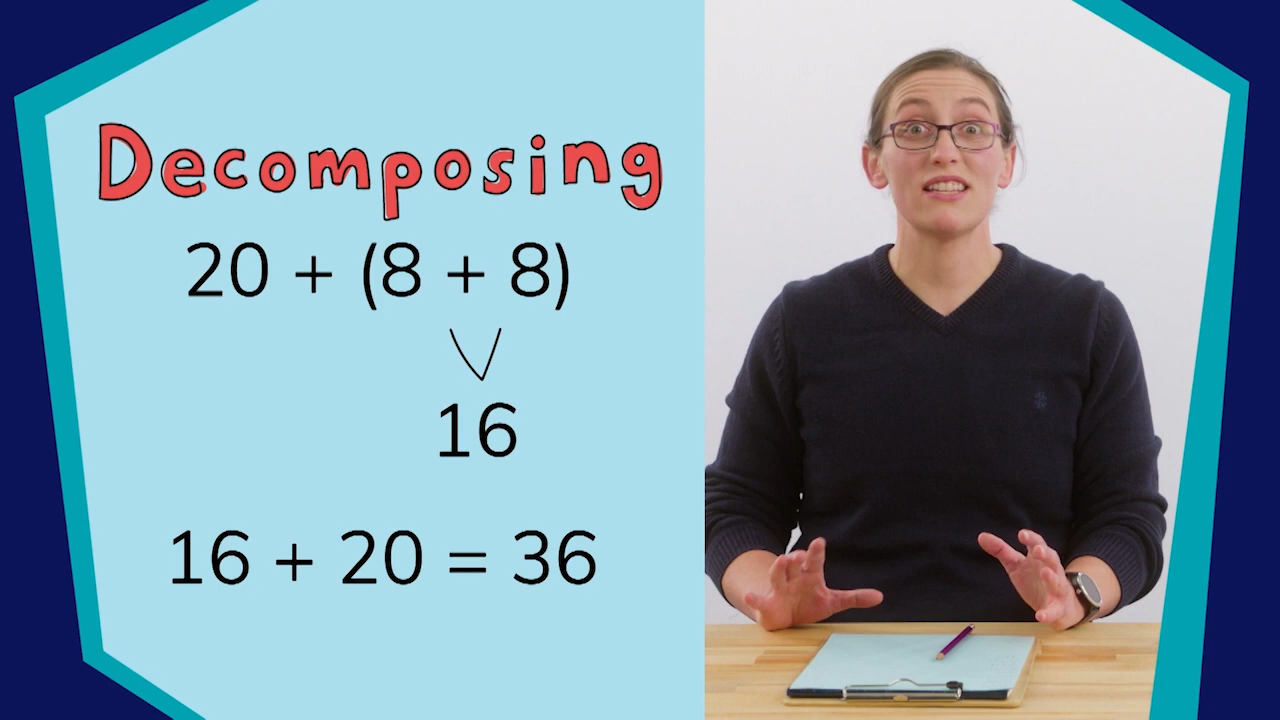 Decomposing
20 + (8 + 8)
16
16 + 20 = 36